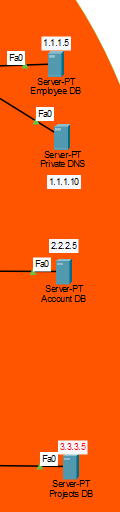 1.1.1.5
Fa0
Server-PT
Employee DB
Fa0
Server-PT
Private DNS
1.1.1.10
2.2.2.5
Fa0
Server-PT
Account DB
3.3.3.5
Fa0
Server-PT
Projects DB